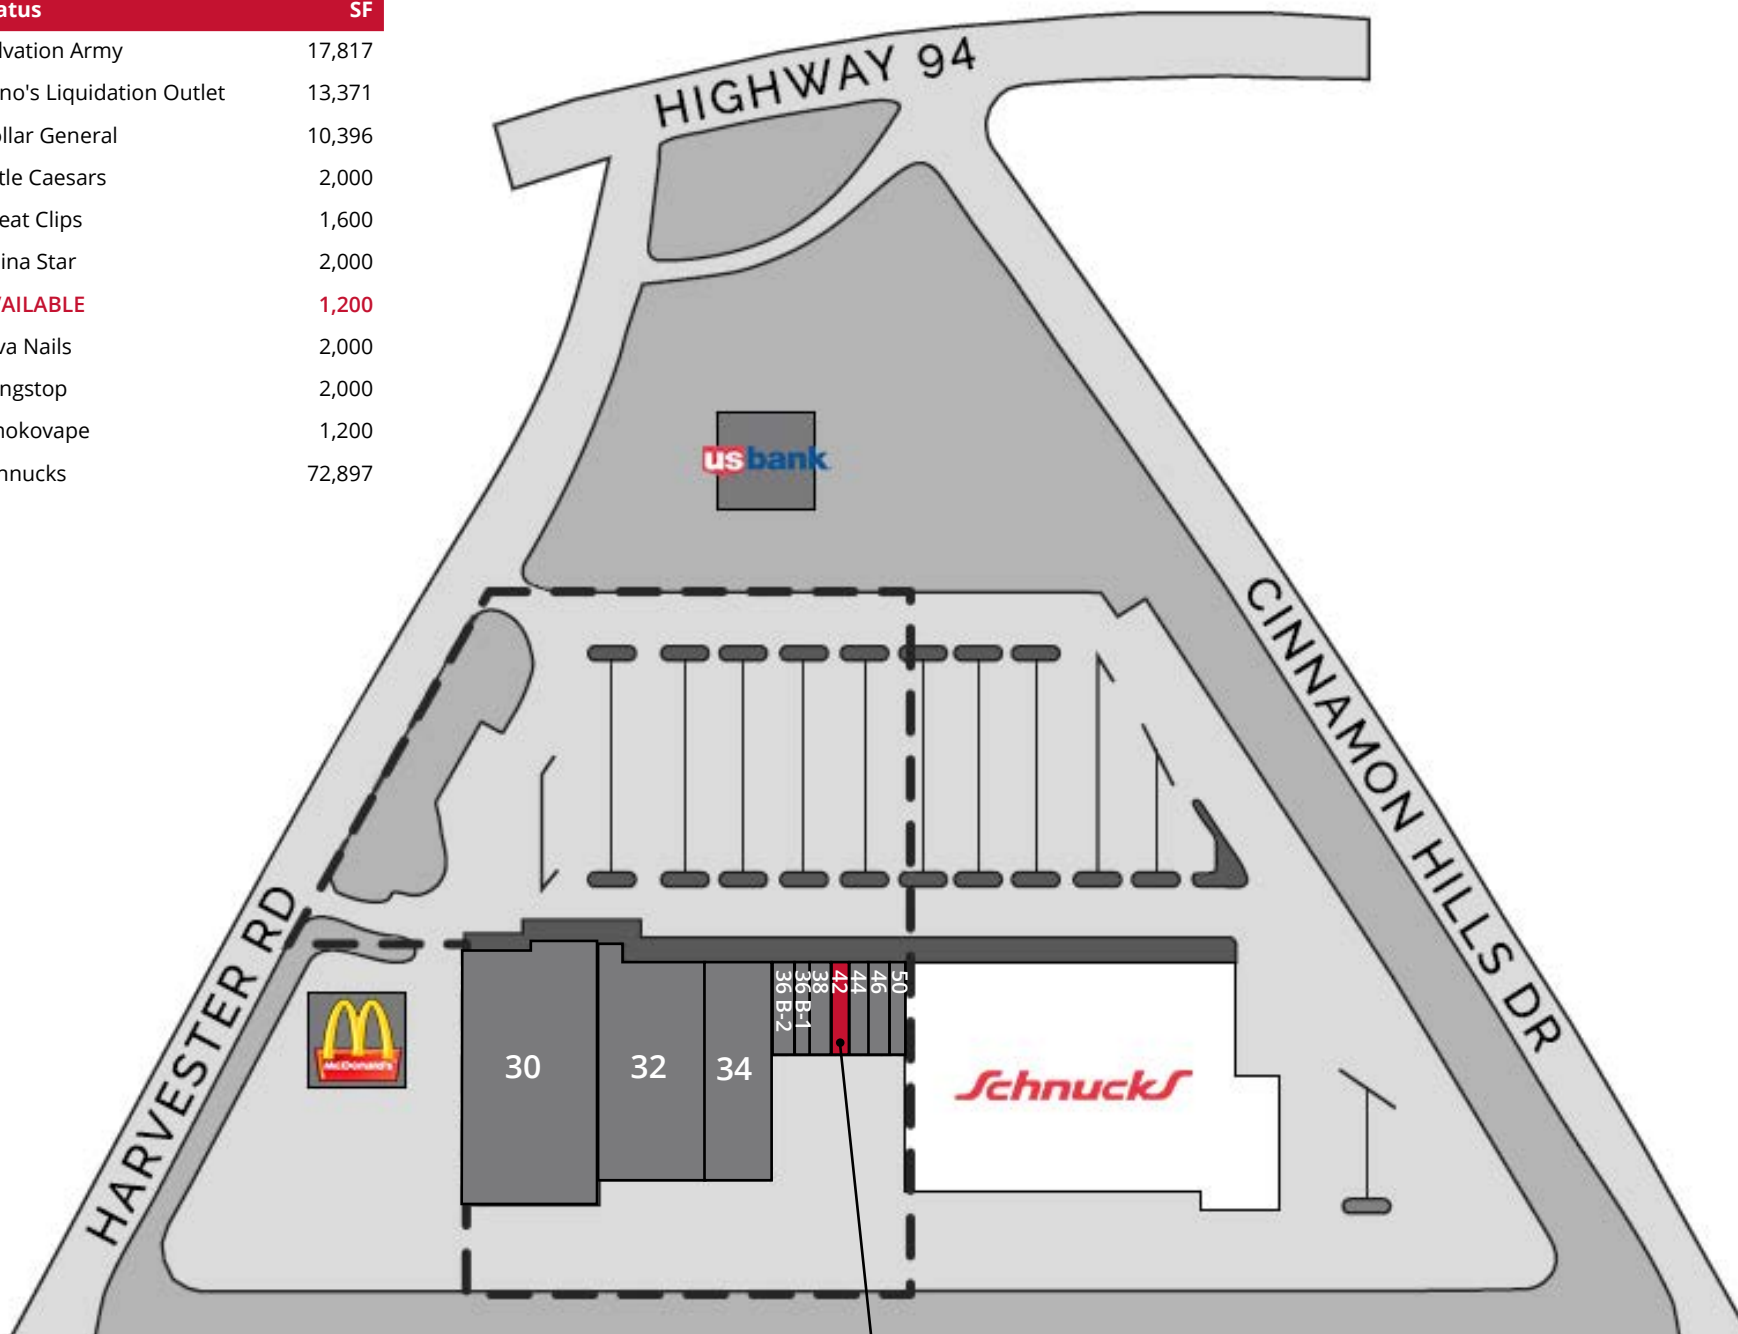 atus SF
lvation Army 17,817
no's Liquidation Outlet 13,371
llar General 10,396
tle Caesars 2,000
eat Clips 1,600
ina Star 2,000
AILABLE 1,200
va Nails 2,000
ngstop 2,000
nokovape 1,200
hnucks 72,897
HIGHWAY 94
usbank
CINNAMON HILLS DR
HARVESTER RD
McDonald's
30
32
34
36 B-2
36 B-1
38
42
44
46
50
Schnucks